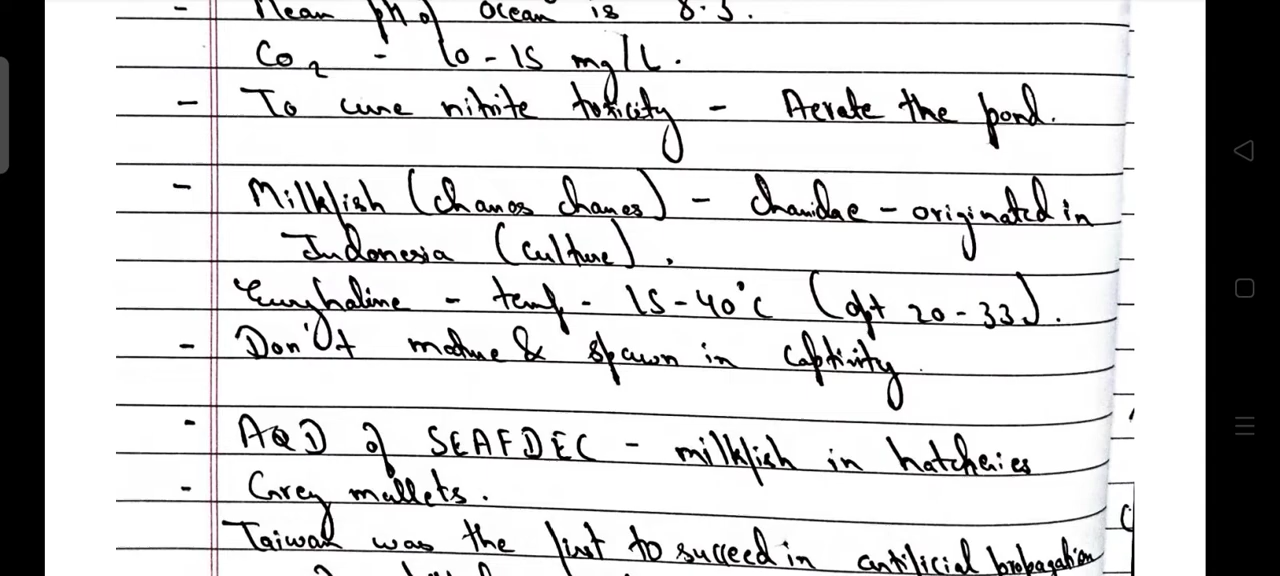 - Mean pH of ocean is 8.3.
CO2 - 10-15 mg/L.
- To cure nitrite toxicity - Aerate the pond.
- Milkfish (chanos chanos) - chanidae - originated in
Indonesia (culture).
Euryhaline - temp - 15-40°C (opt 20-33).
- Don't mature & spawn in captivity.
- AQD of SEAFDEC - milkfish in hatcheries
- Grey mullets.
Taiwan was the first to succeed in artificial propagation